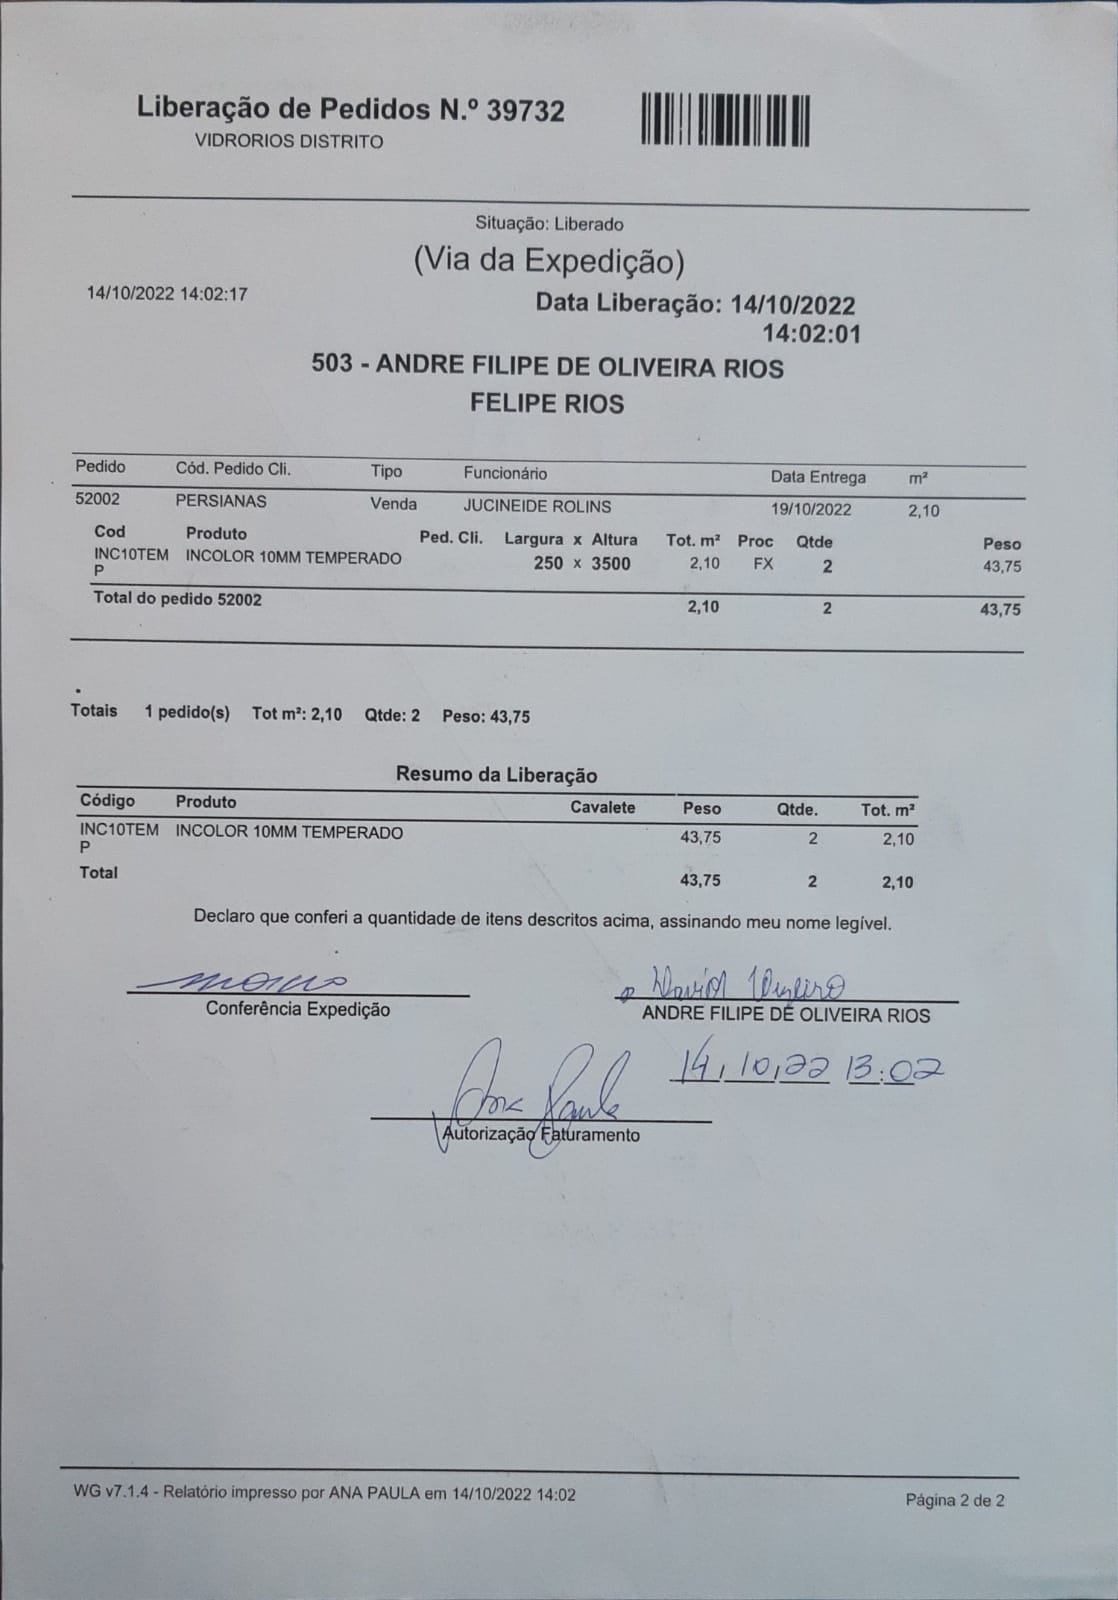 Liberação de Pedidos N.º 39732
VIDRORIOS DISTRITO
Situação: Liberado
(Via da Expedição)
14/10/2022 14:02:17
Data Liberação: 14/10/2022
14:02:01
503 - ANDRE FILIPE DE OLIVEIRA RIOS
FELIPE RIOS
Pedido Cód. Pedido Cli. Tipo Funcionário Data Entrega m²
52002 PERSIANAS Venda JUCINEIDE ROLINS 19/10/2022 2,10
Cod Produto Ped. Cli. Largura x Altura Tot. m² Proc Qtde Peso
INC10TEM INCOLOR 10MM TEMPERADO 250 x 3500 2,10 FX 2 43,75
P
Total do pedido 52002 2,10 2 43,75
Totais 1 pedido(s) Tot m²: 2,10 Qtde: 2 Peso: 43,75
Resumo da Liberação
Código Produto Cavalete Peso Qtde. Tot. m²
INC10TEM INCOLOR 10MM TEMPERADO 43,75 2 2,10
P
Total 43,75 2 2,10
Declaro que conferi a quantidade de itens descritos acima, assinando meu nome legível.
David
Conferência Expedição ANDRE FILIPE DE OLIVEIRA RIOS
14,10,22 13:02
Ana Paula
Autorização Faturamento
WG v7.1.4 - Relatório impresso por ANA PAULA em 14/10/2022 14:02
Página 2 de 2